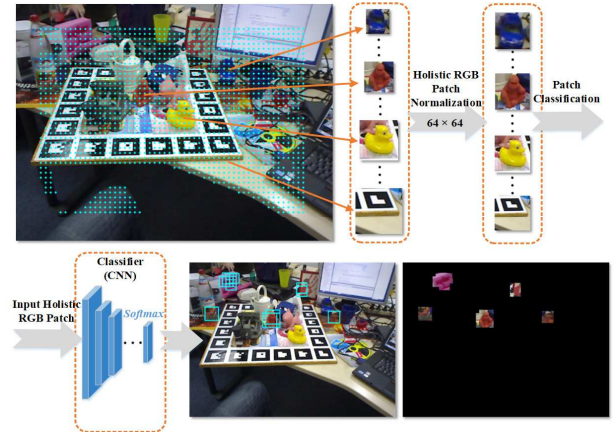 Holistic RGB
Patch
Normalization
64 × 64
Patch
Classification
Classifier
(CNN)
Input Holistic
RGB Patch
Softmax